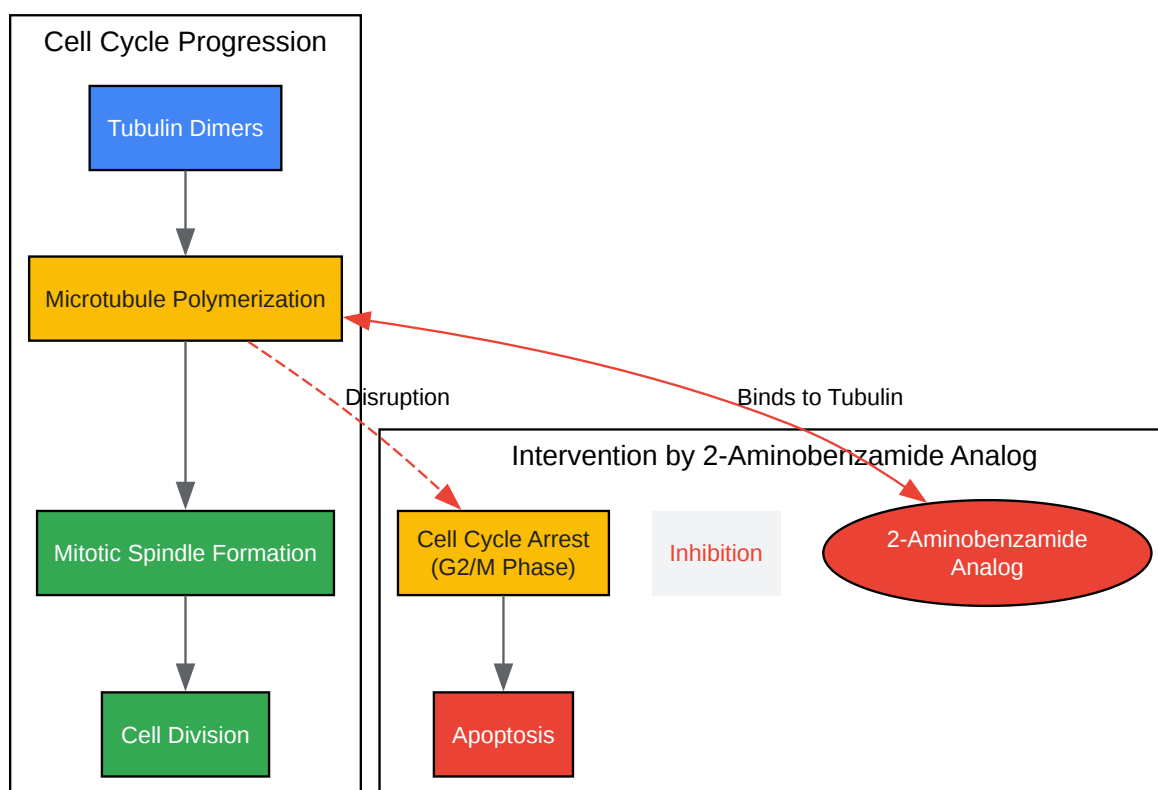 Cell Cycle Progression
Tubulin Dimers
Microtubule Polymerization
Disruption
Binds to Tubulin
Intervention by 2-Aminobenzamide Analog
Mitotic Spindle Formation
Cell Cycle Arrest
(G2/M Phase)
Inhibition
2-Aminobenzamide
Analog
Cell Division
Apoptosis